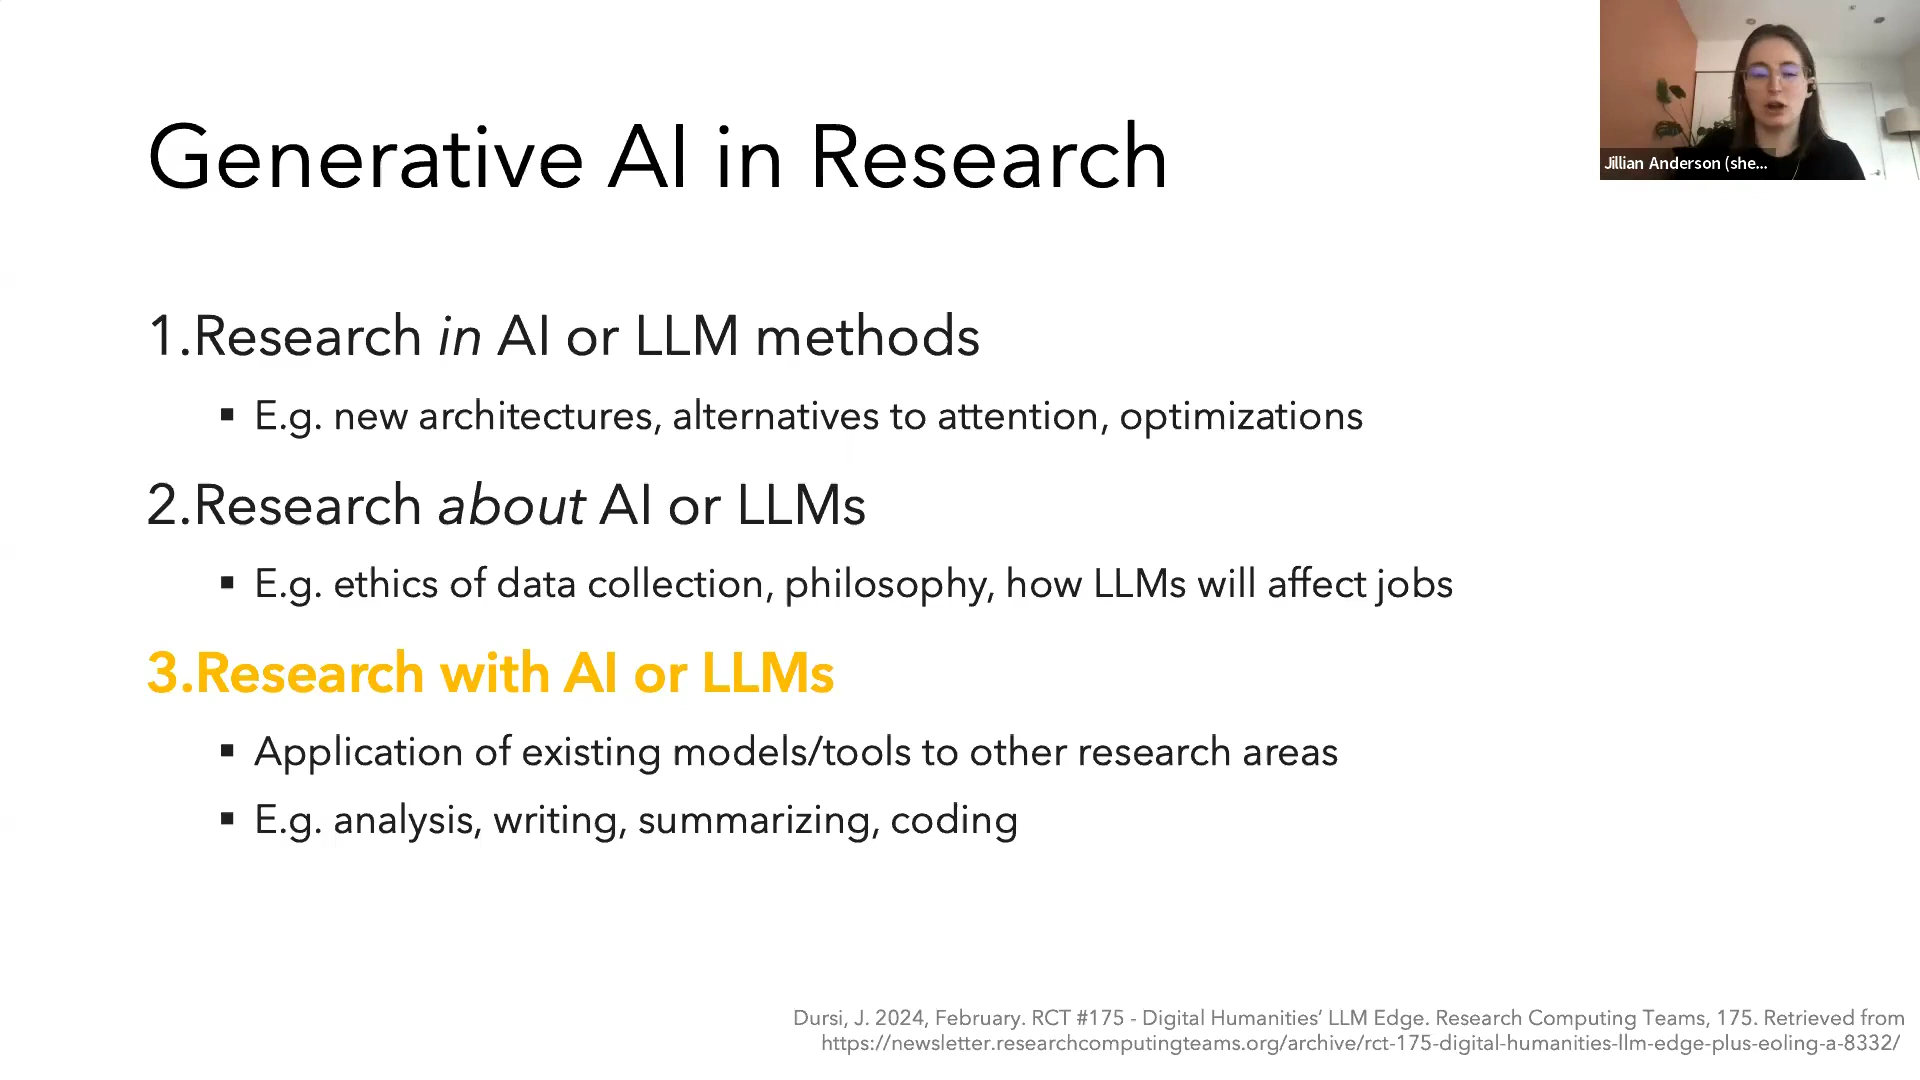 Generative AI in Research
Jillian Anderson (she...
1.Research in AI or LLM methods
▪ E.g. new architectures, alternatives to attention, optimizations
2.Research about AI or LLMs
▪ E.g. ethics of data collection, philosophy, how LLMs will affect jobs
3.Research with AI or LLMs
▪ Application of existing models/tools to other research areas
▪ E.g. analysis, writing, summarizing, coding
Dursi, J. 2024, February. RCT #175 - Digital Humanities’ LLM Edge. Research Computing Teams, 175. Retrieved from
https://newsletter.researchcomputingteams.org/archive/rct-175-digital-humanities-llm-edge-plus-eoling-a-8332/